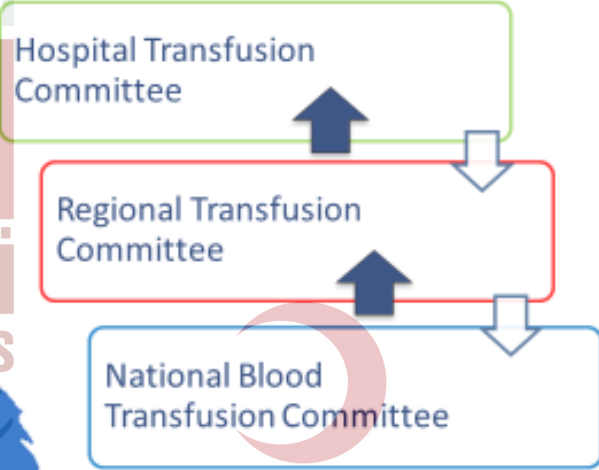 Hospital Transfusion
Committee
Regional Transfusion
Committee
National Blood
Transfusion Committee